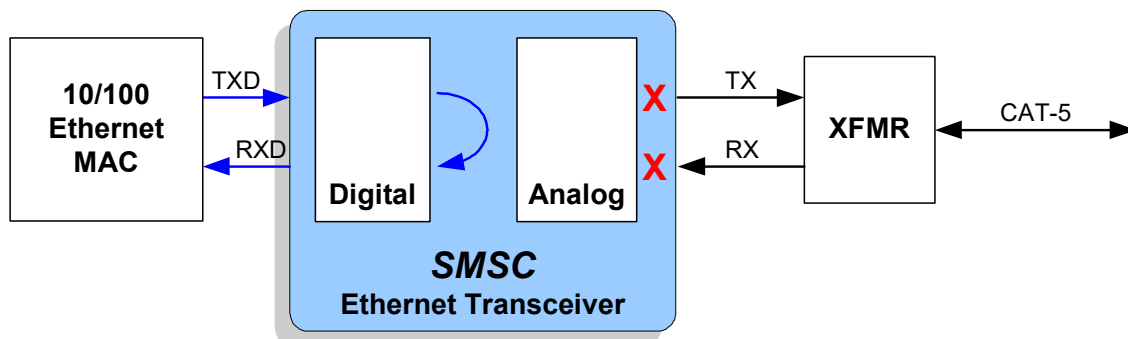 10/100
Ethernet
MAC
TXD
RXD
Digital
Analog
X
X
SMSC
Ethernet Transceiver
TX
RX
XFMR
CAT-5